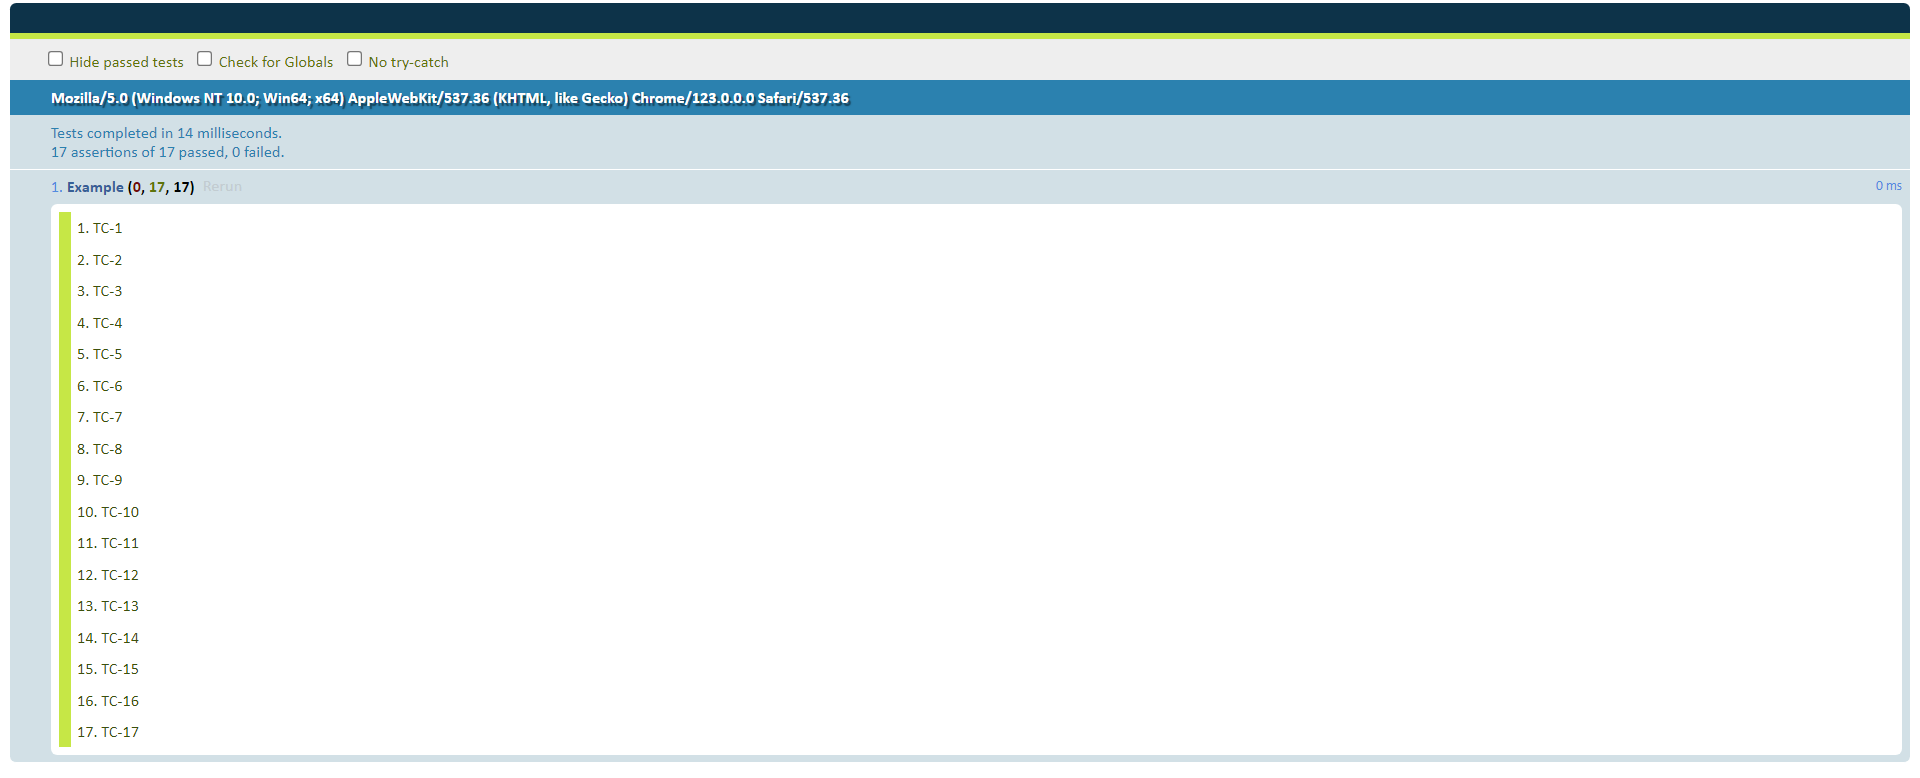 Hide passed tests Check for Globals No try-catch
Mozilla/5.0 (Windows NT 10.0; Win64; x64) AppleWebKit/537.36 (KHTML, like Gecko) Chrome/123.0.0.0 Safari/537.36
Tests completed in 14 milliseconds.
17 assertions of 17 passed, 0 failed.
1. Example (0, 17, 17) Rerun 0 ms
1. TC-1
2. TC-2
3. TC-3
4. TC-4
5. TC-5
6. TC-6
7. TC-7
8. TC-8
9. TC-9
10. TC-10
11. TC-11
12. TC-12
13. TC-13
14. TC-14
15. TC-15
16. TC-16
17. TC-17